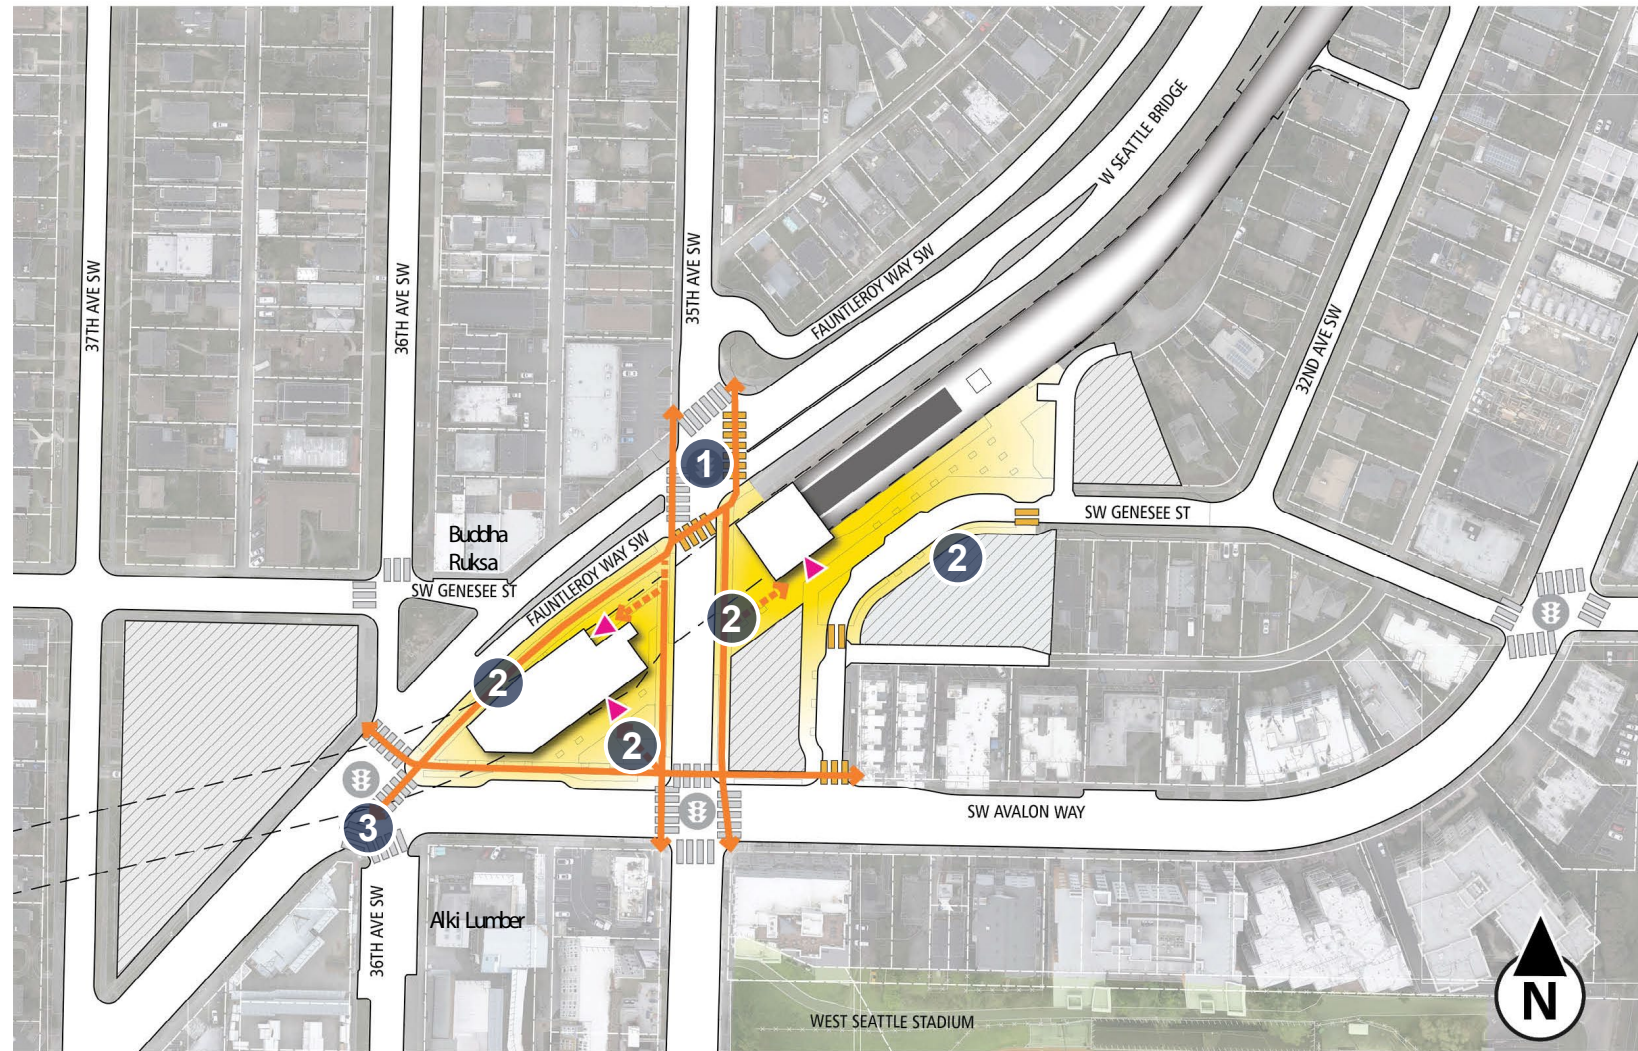 W SEATTLE BRIDGE
37TH AVE SW
36TH AVE SW
35TH AVE SW
FAUNTLEROY WAY SW
32ND AVE SW
1
SW GENESEE ST
Buddha
Ruksa
FAUNTLEROY WAY SW
2
SW GENESEE ST
2
2
2
3
SW AVALON WAY
36TH AVE SW
Alki Lumber
N
WEST SEATTLE STADIUM